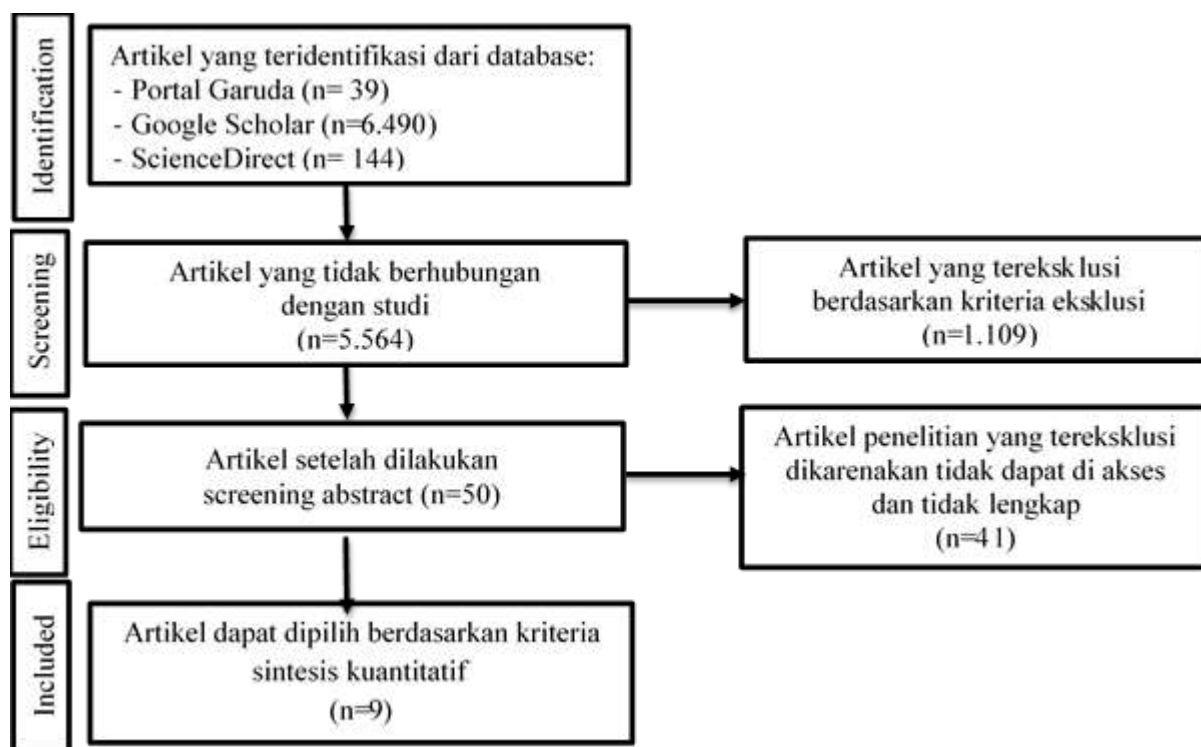 Identification
Artikel yang teridentifikasi dari database:
- Portal Garuda (n= 39)
- Google Scholar (n=6.490)
- ScienceDirect (n= 144)
Screening
Artikel yang tidak berhubungan
dengan studi
(n=5.564)
Artikel yang tereksklusi
berdasarkan kriteria eksklusi
(n=1.109)
Eligibility
Artikel setelah dilakukan
screening abstract (n=50)
Artikel penelitian yang tereksklusi
dikarenakan tidak dapat di akses
dan tidak lengkap
(n=41)
Included
Artikel dapat dipilih berdasarkan kriteria
sintesis kuantitatif
(n=9)